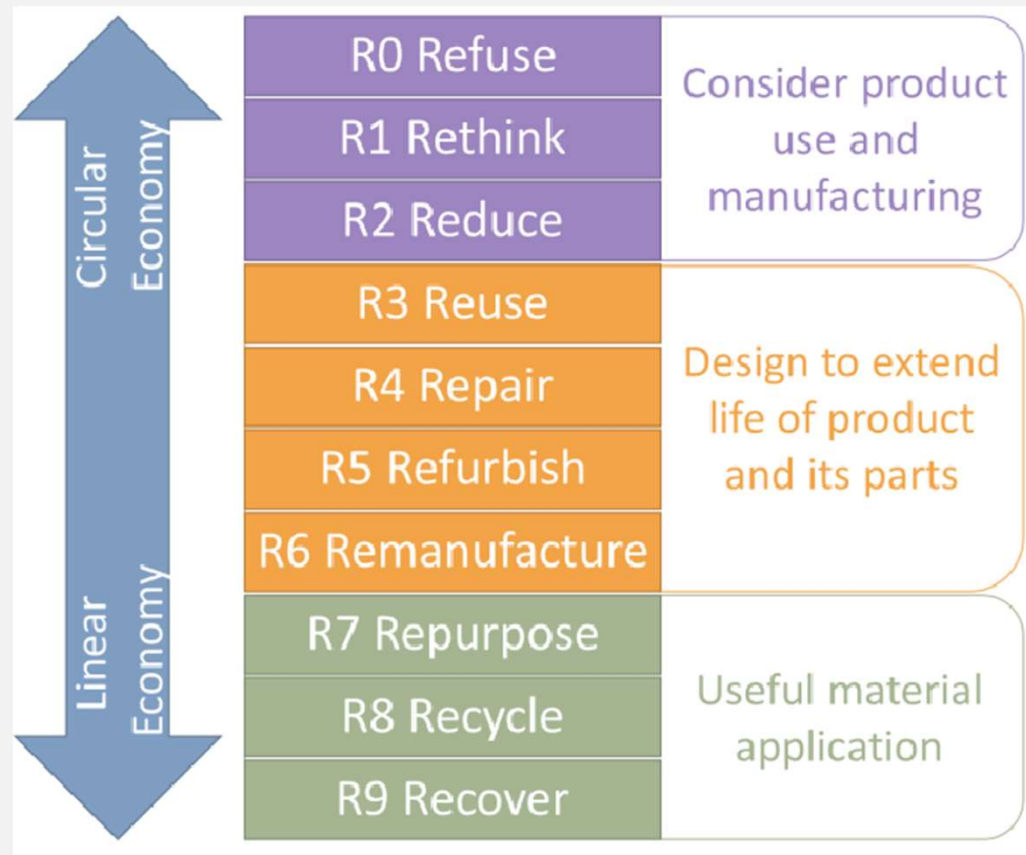 Circular
Economy
Linear
Economy
R0 Refuse
R1 Rethink
R2 Reduce
Consider product
use and
manufacturing
R3 Reuse
R4 Repair
R5 Refurbish
R6 Remanufacture
Design to extend
life of product
and its parts
R7 Repurpose
R8 Recycle
R9 Recover
Useful material
application